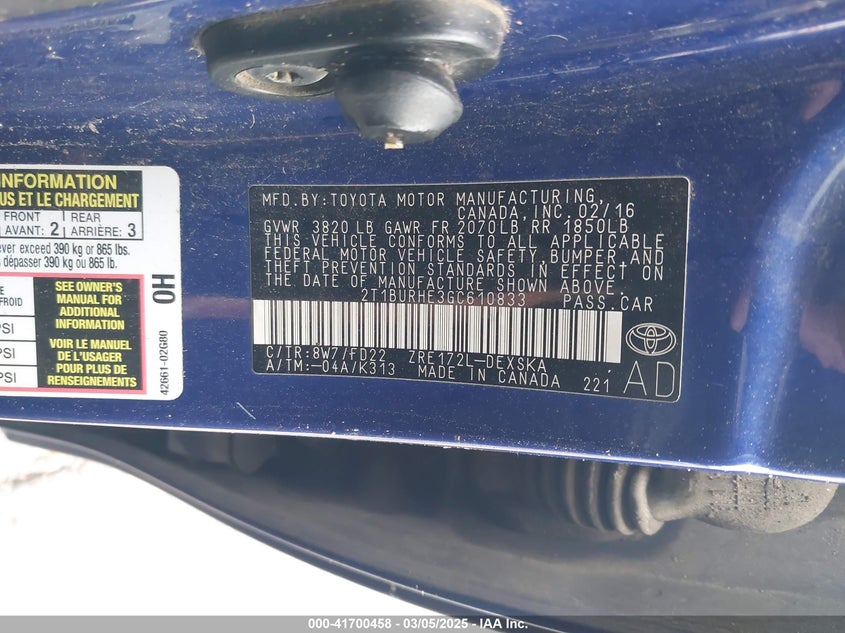 INFORMATION
US ET LE CHARGEMENT
FRONT
AVANT: 2
REAR
ARRIÈRE: 3
ever exceed 390 kg or 865 lbs.
s dépasser 390 kg ou 865 lb.
E
FROID
PSI
PSI
PSI
SEE OWNER'S
MANUAL FOR
ADDITIONAL
INFORMATION
VOIR LE MANUEL
DE L'USAGER
POUR PLUS DE
RENSEIGNEMENTS
OH
42661-02G80
MFD. BY: TOYOTA MOTOR MANUFACTURING,
CANADA, INC. 02/16
GVWR 3820 LB GAWR FR 2070LB RR 1850LB
THIS VEHICLE CONFORMS TO ALL APPLICABLE
FEDERAL MOTOR VEHICLE SAFETY, BUMPER, AND
THEFT PREVENTION STANDARDS IN EFFECT ON
THE DATE OF MANUFACTURE SHOWN ABOVE.
2T1BURHE3GC610833 PASS.CAR
C/TR: 8W7/FD22 ZRE172L-DEXSKA
A/TM:-04A/K313 MADE IN CANADA 221
AD
TOYOTA
000-41700458 - 03/05/2025 - IAA Inc.